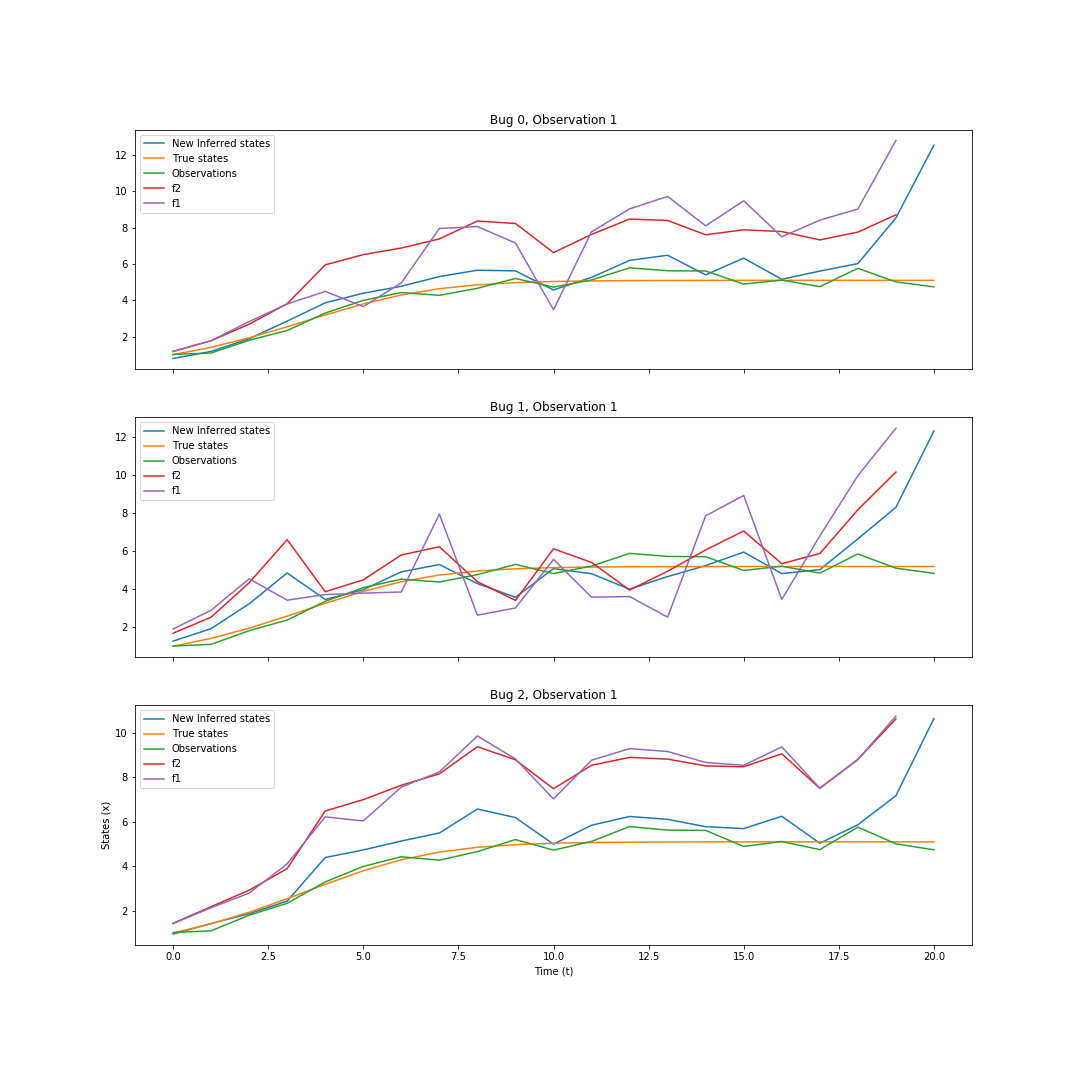 Bug 0, Observation 1
New Inferred states
True states
Observations
f2
f1
12
10
8
6
4
2
Bug 1, Observation 1
New Inferred states
True states
Observations
f2
f1
12
10
8
6
4
2
Bug 2, Observation 1
New Inferred states
True states
Observations
f2
f1
10
8
6
4
2
States (x)
0.0 2.5 5.0 7.5 10.0 12.5 15.0 17.5 20.0
Time (t)